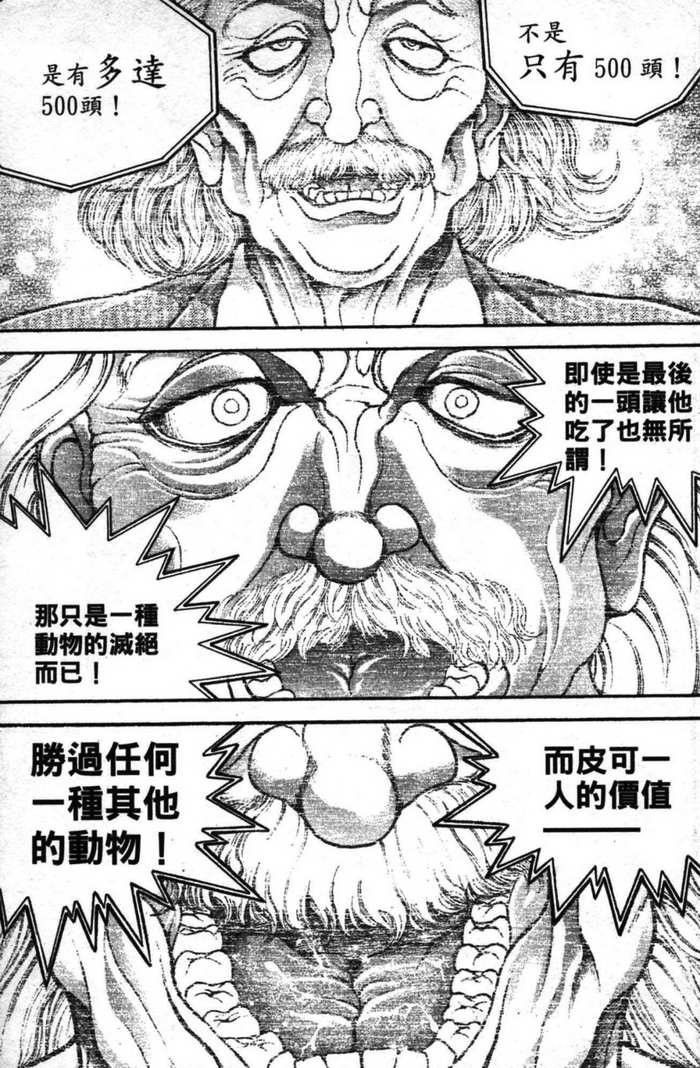 不是
只有500頭！
是有多達
500頭！
即使是最後
的一頭讓他
吃了也無所
謂！
那只是一種
動物的滅絕
而已！
而皮可一
人的價值
——
勝過任何
一種其他
的動物！